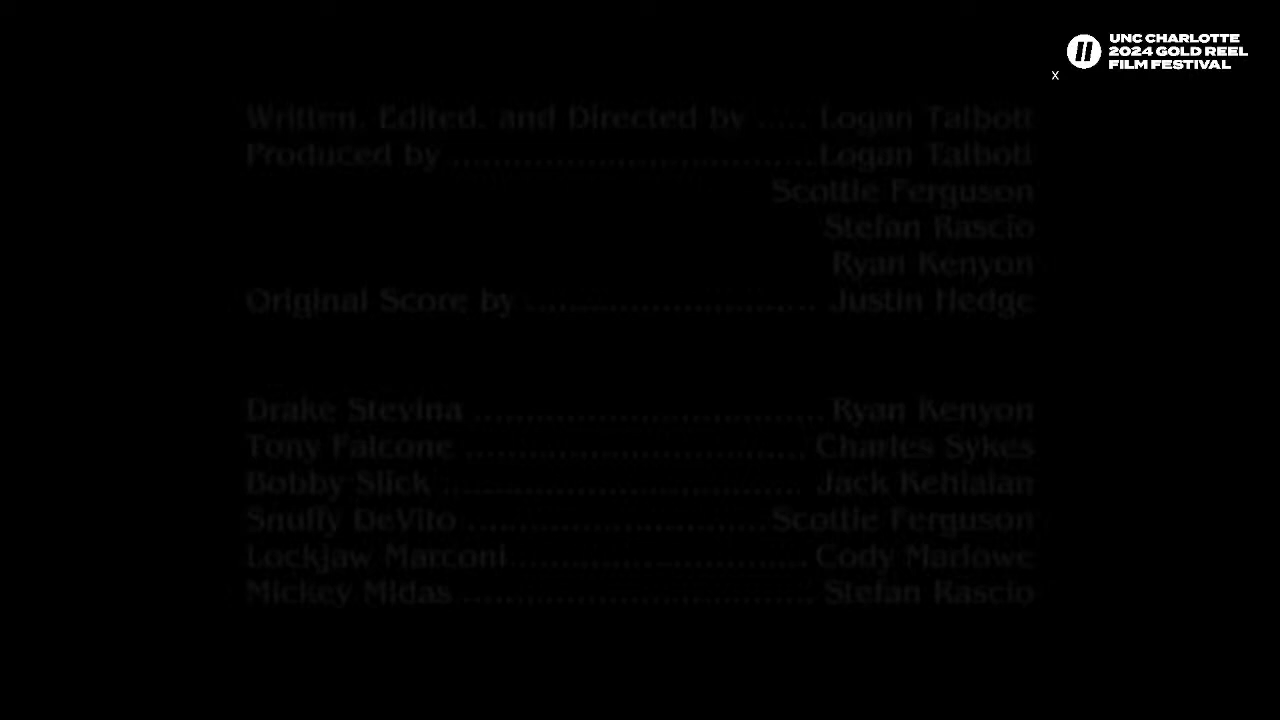 UNC CHARLOTTE
2024 GOLD REEL
FILM FESTIVAL
x
Written, Edited, and Directed by ..... Logan Talbott
Produced by ................................... Logan Talbott
Scottie Ferguson
Stefan Rascio
Ryan Kenyon
Original Score by ............................ Justin Hedge
Drake Stevina .................................. Ryan Kenyon
Tony Falcone ................................. Charles Sykes
Bobby Slick .................................. Jack
Snuffy DeVito ............................. Scottie Ferguson
Lockjaw Marconi ............................. Cody Marlowe
Mickey Midas .................................. Stefan Rascio